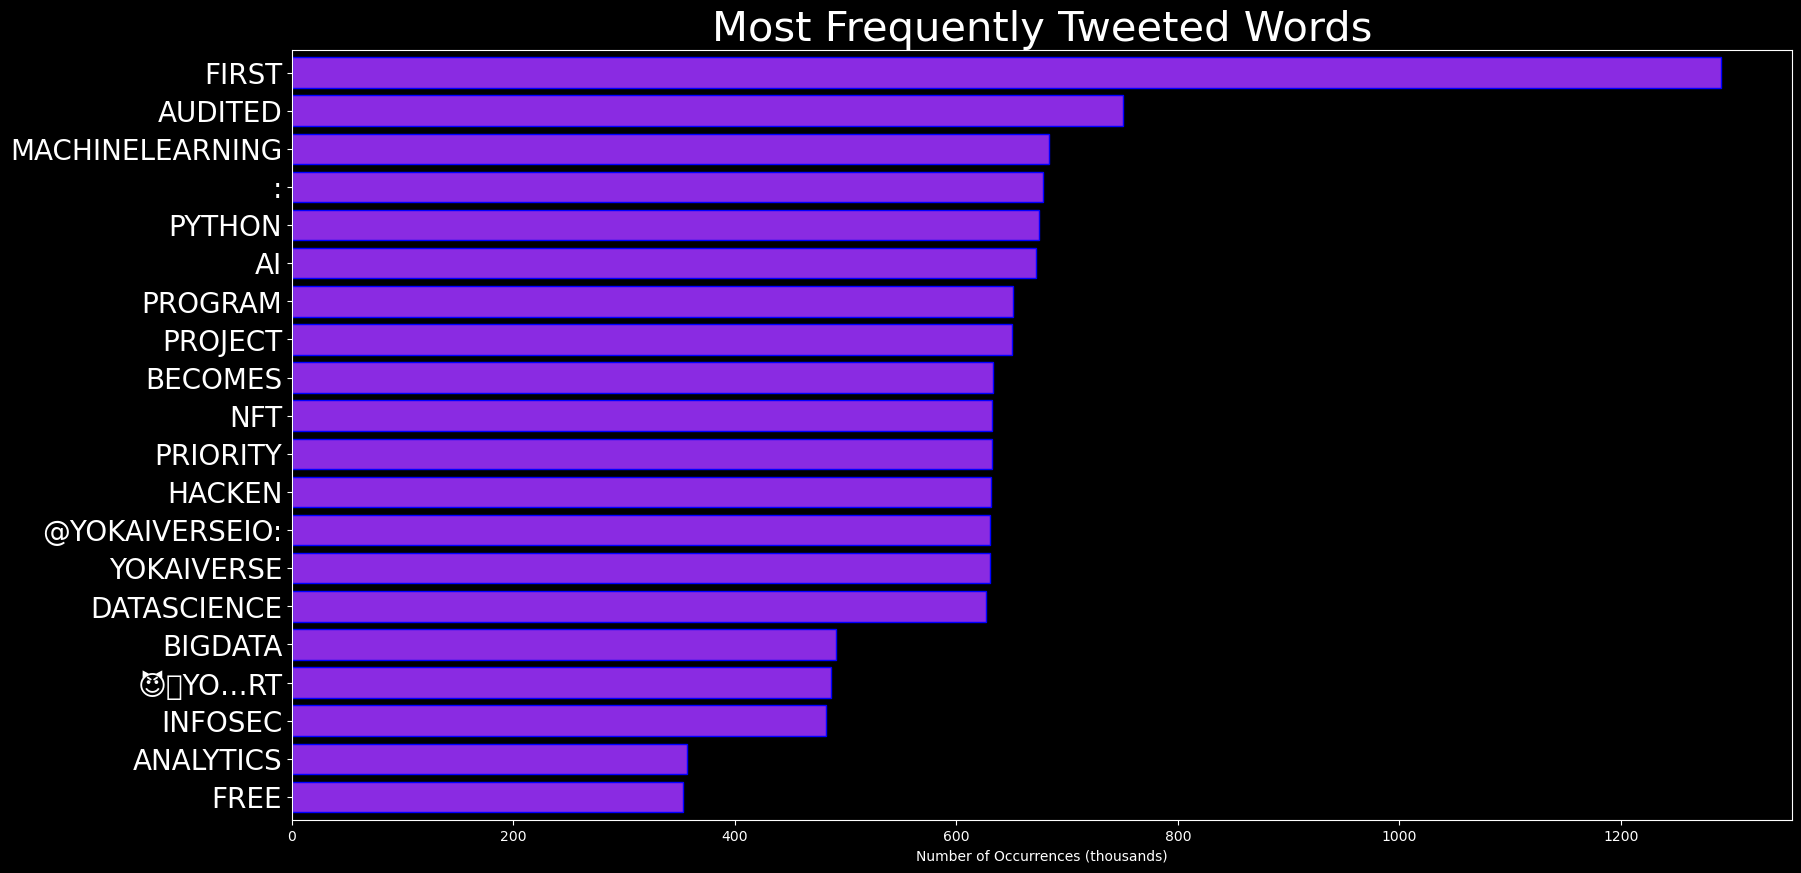 Most Frequently Tweeted Words
FIRST
AUDITED
MACHINELEARNING
:
PYTHON
AI
PROGRAM
PROJECT
BECOMES
NFT
PRIORITY
HACKEN
@YOKAIVERSEIO:
YOKAIVERSE
DATASCIENCE
BIGDATA
😈▯YO…RT
INFOSEC
ANALYTICS
FREE
0 200 400 600 800 1000 1200
Number of Occurrences (thousands)